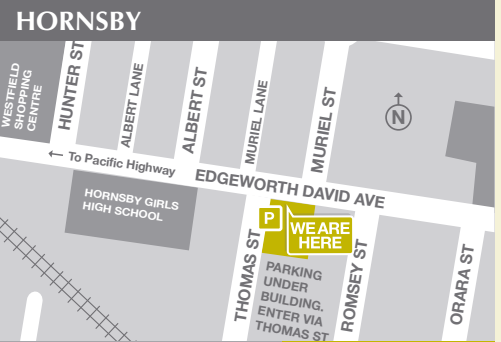 HORNSBY
WESTFIELD
SHOPPING
CENTRE
HUNTER ST
ALBERT LANE
ALBERT ST
MURIEL LANE
MURIEL ST
N
← To Pacific Highway
EDGEWORTH DAVID AVE
HORNSBY GIRLS
HIGH SCHOOL
P
WE ARE
HERE
THOMAS ST
PARKING
UNDER
BUILDING.
ENTER VIA
THOMAS ST
ROMSEY ST
ORARA ST